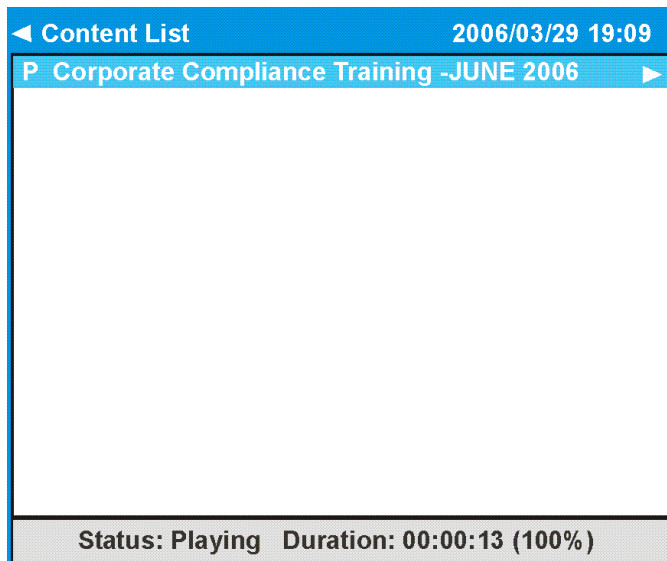 ◄ Content List 2006/03/29 19:09
P Corporate Compliance Training -JUNE 2006 ►
Status: Playing Duration: 00:00:13 (100%)